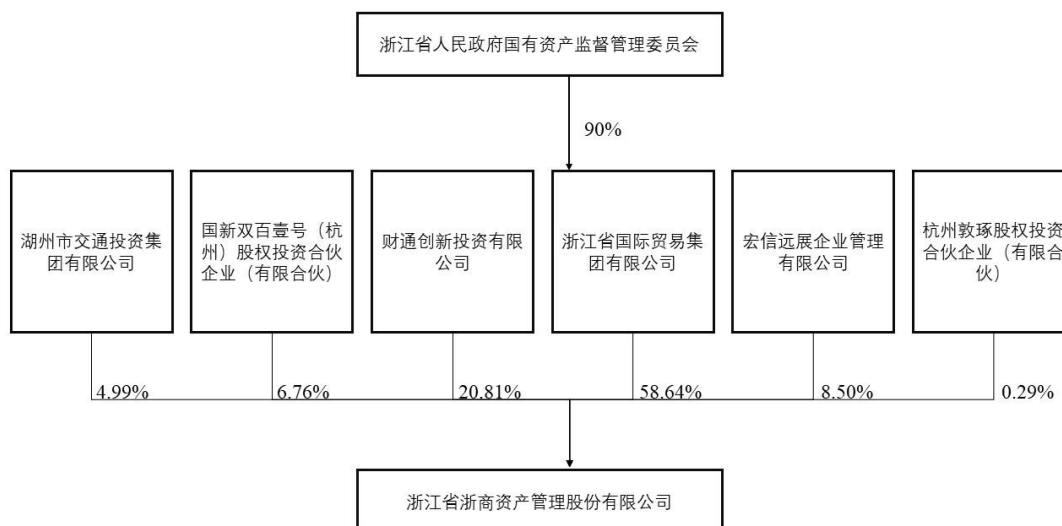 浙江省人民政府国有资产监督管理委员会
90%
湖州市交通投资集
团有限公司
国新双百壹号（杭
州）股权投资合伙
企业（有限合伙）
财通创新投资有限
公司
浙江省国际贸易集
团有限公司
宏信远展企业管理
有限公司
杭州敦琢股权投资
合伙企业（有限合
伙）
4.99%
6.76%
20.81%
58.64%
8.50%
0.29%
浙江省浙商资产管理股份有限公司